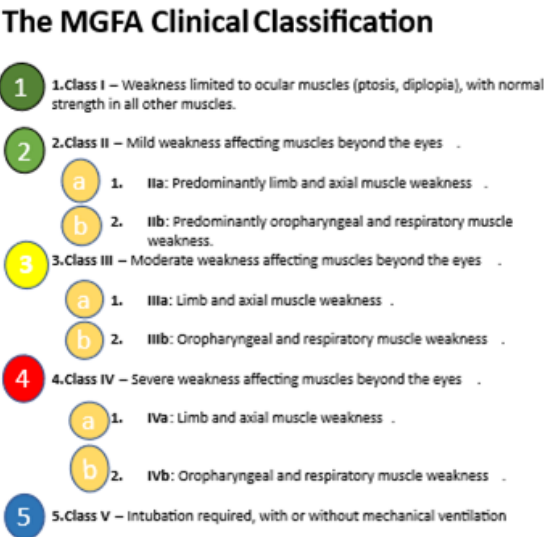 The MGFA Clinical Classification
1 1.Class I – Weakness limited to ocular muscles (ptosis, diplopia), with normal
strength in all other muscles.
2 2.Class II – Mild weakness affecting muscles beyond the eyes .
a 1. IIa: Predominantly limb and axial muscle weakness .
b 2. IIb: Predominantly oropharyngeal and respiratory muscle
weakness.
3 3.Class III – Moderate weakness affecting muscles beyond the eyes .
a 1. IIIa: Limb and axial muscle weakness .
b 2. IIIb: Oropharyngeal and respiratory muscle weakness .
4 4.Class IV – Severe weakness affecting muscles beyond the eyes .
a 1. IVa: Limb and axial muscle weakness .
b 2. IVb: Oropharyngeal and respiratory muscle weakness .
5 5.Class V – Intubation required, with or without mechanical ventilation